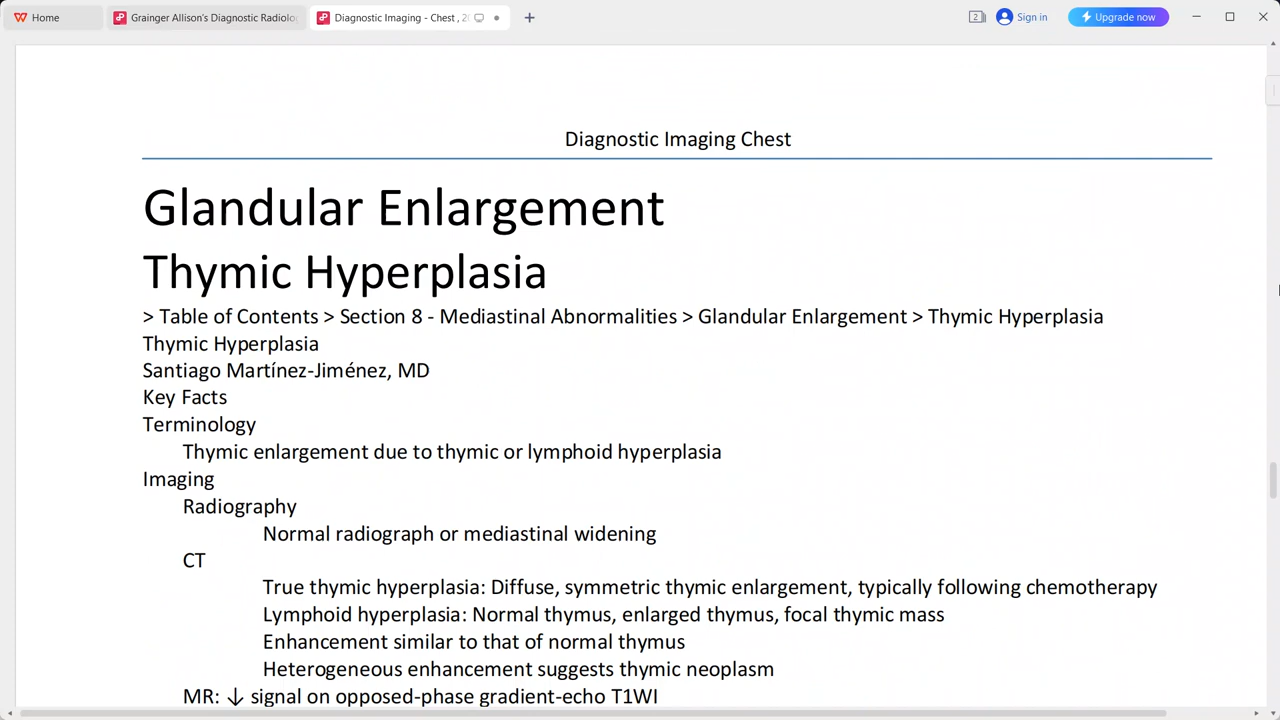 Home
Grainger Allison's Diagnostic Radiolo
Diagnostic Imaging - Chest , 2
2
Sign in
Upgrade now
Diagnostic Imaging Chest
Glandular Enlargement
Thymic Hyperplasia
> Table of Contents > Section 8 - Mediastinal Abnormalities > Glandular Enlargement > Thymic Hyperplasia
Thymic Hyperplasia
Santiago Martínez-Jiménez, MD
Key Facts
Terminology
Thymic enlargement due to thymic or lymphoid hyperplasia
Imaging
Radiography
Normal radiograph or mediastinal widening
CT
True thymic hyperplasia: Diffuse, symmetric thymic enlargement, typically following chemotherapy
Lymphoid hyperplasia: Normal thymus, enlarged thymus, focal thymic mass
Enhancement similar to that of normal thymus
Heterogeneous enhancement suggests thymic neoplasm
MR: ↓ signal on opposed-phase gradient-echo T1WI